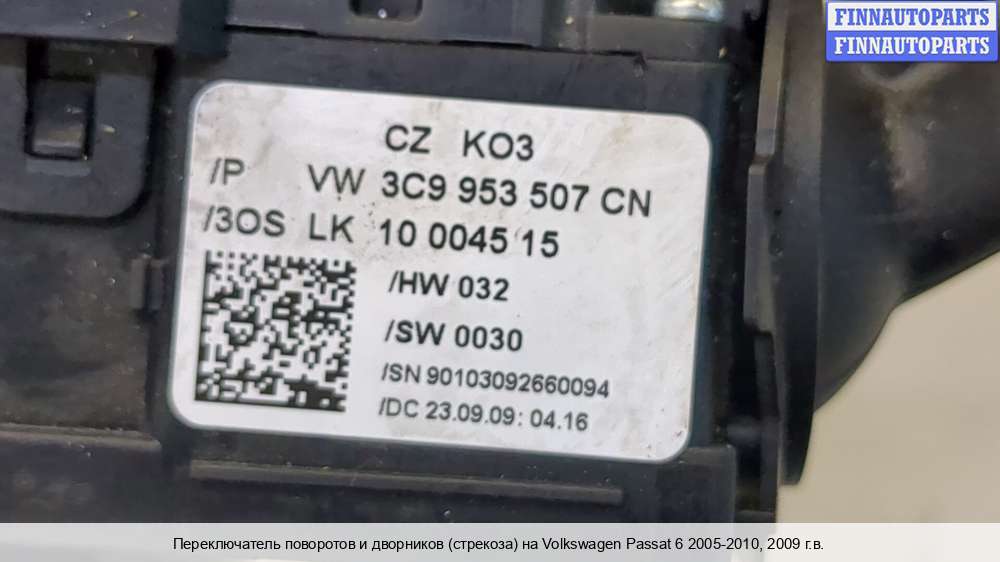 FINNAUTOPARTS
FINNAUTOPARTS
CZ KO3
/P VW 3C9 953 507 CN
/3OS LK 10 0045 15
/HW 032
/SW 0030
/SN 90103092660094
/DC 23.09.09: 04.16
Переключатель поворотов и дворников (стрекоза) на Volkswagen Passat 6 2005-2010, 2009 г.в.